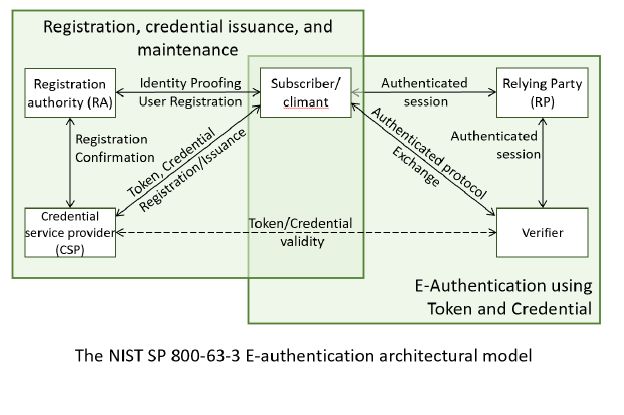 Registration, credential issuance, and
maintenance
Registration
authority (RA)
Identity Proofing
User Registration
Subscriber/
climant
Authenticated
session
Relying Party
(RP)
Registration
Confirmation
Token, Credential
Registration/Issuance
Authenticated protocol
Exchange
Authenticated
session
Credential
service provider
(CSP)
Token/Credential
validity
Verifier
E-Authentication using
Token and Credential
The NIST SP 800-63-3 E-authentication architectural model